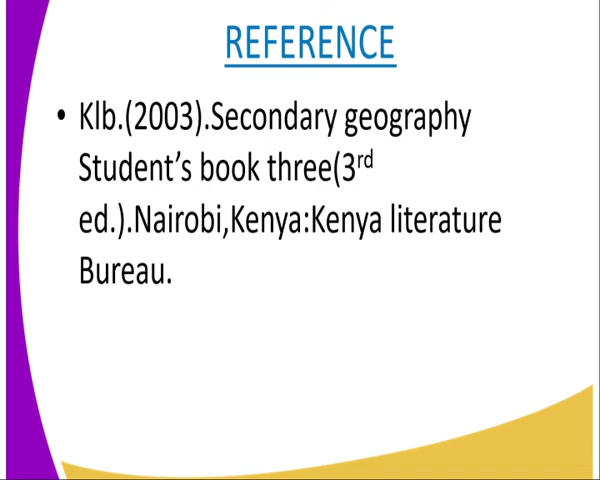 REFERENCE
• Klb.(2003).Secondary geography
Student’s book three(3rd
ed.).Nairobi,Kenya:Kenya literature
Bureau.